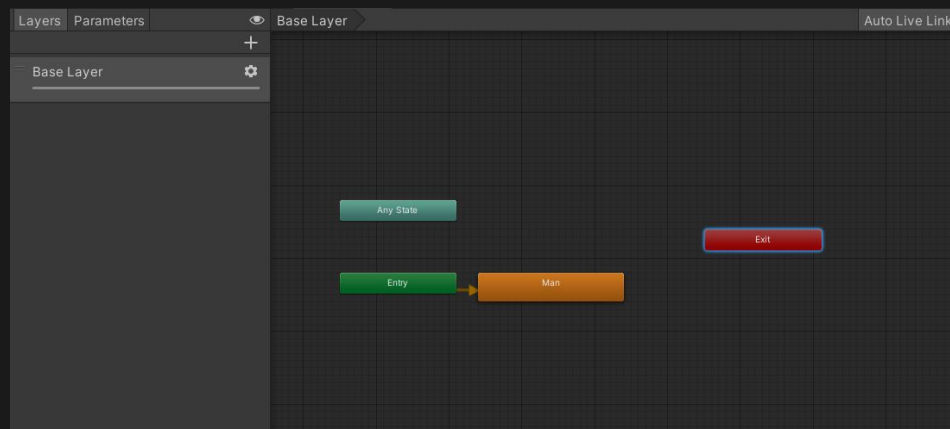 Layers Parameters Base Layer Auto Live Link
Base Layer
Any State
Exit
Entry Man